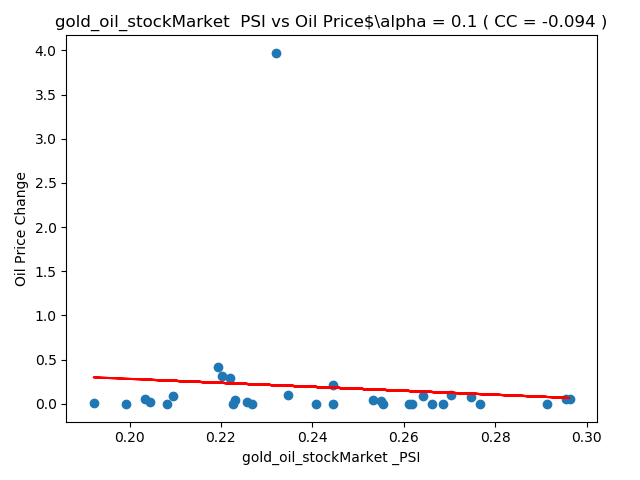 gold_oil_stockMarket  PSI vs Oil Price$\alpha = 0.1 ( CC = -0.094 )
4.0
3.5
3.0
2.5
2.0
1.5
1.0
0.5
0.0
Oil Price Change
0.20 0.22 0.24 0.26 0.28 0.30
gold_oil_stockMarket _PSI